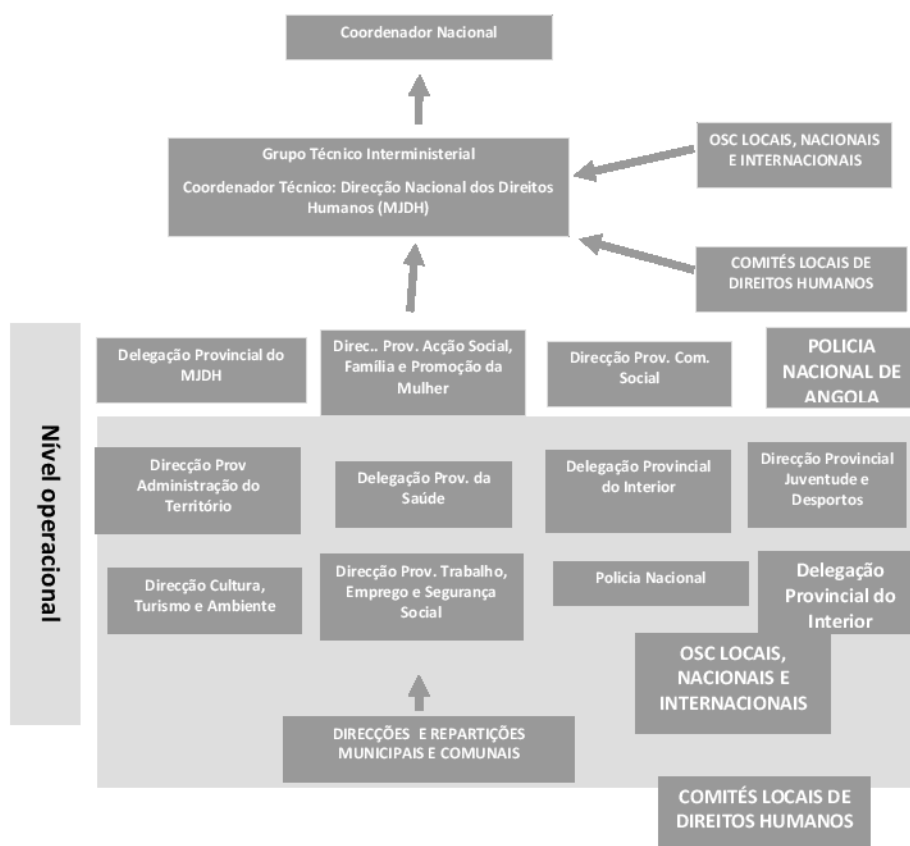 Coordenador Nacional
Grupo Técnico Interministerial
Coordenador Técnico: Direcção Nacional dos Direitos
Humanos (MJDH)
OSC LOCAIS, NACIONAIS
E INTERNACIONAIS
COMITÉS LOCAIS DE
DIREITOS HUMANOS
Nível operacional
Delegação Provincial do
MJDH
Direc.. Prov. Acção Social,
Família e Promoção da
Mulher
Direcção Prov. Com.
Social
POLICIA
NACIONAL DE
ANGOLA
Direcção Prov
Administração do
Território
Delegação Prov. da
Saúde
Delegação Provincial
do Interior
Direcção Provincial
Juventude e
Desportos
Direcção Cultura,
Turismo e Ambiente
Direcção Prov. Trabalho,
Emprego e Segurança
Social
Policia Nacional
Delegação
Provincial do
Interior
OSC LOCAIS,
NACIONAIS E
INTERNACIONAIS
DIRECÇÕES E REPARTIÇÕES
MUNICIPAIS E COMUNAIS
COMITÉS LOCAIS DE
DIREITOS HUMANOS